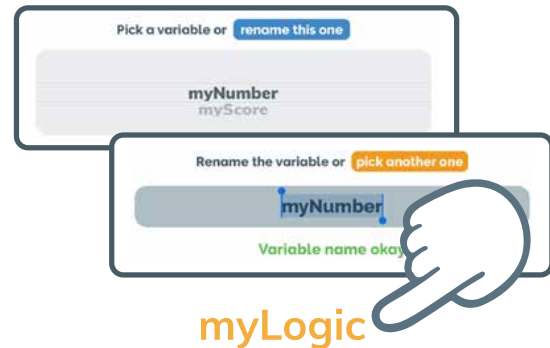 Pick a variable or rename this one
myNumber
myScore
Rename the variable or pick another one
myNumber
Variable name okay
myLogic